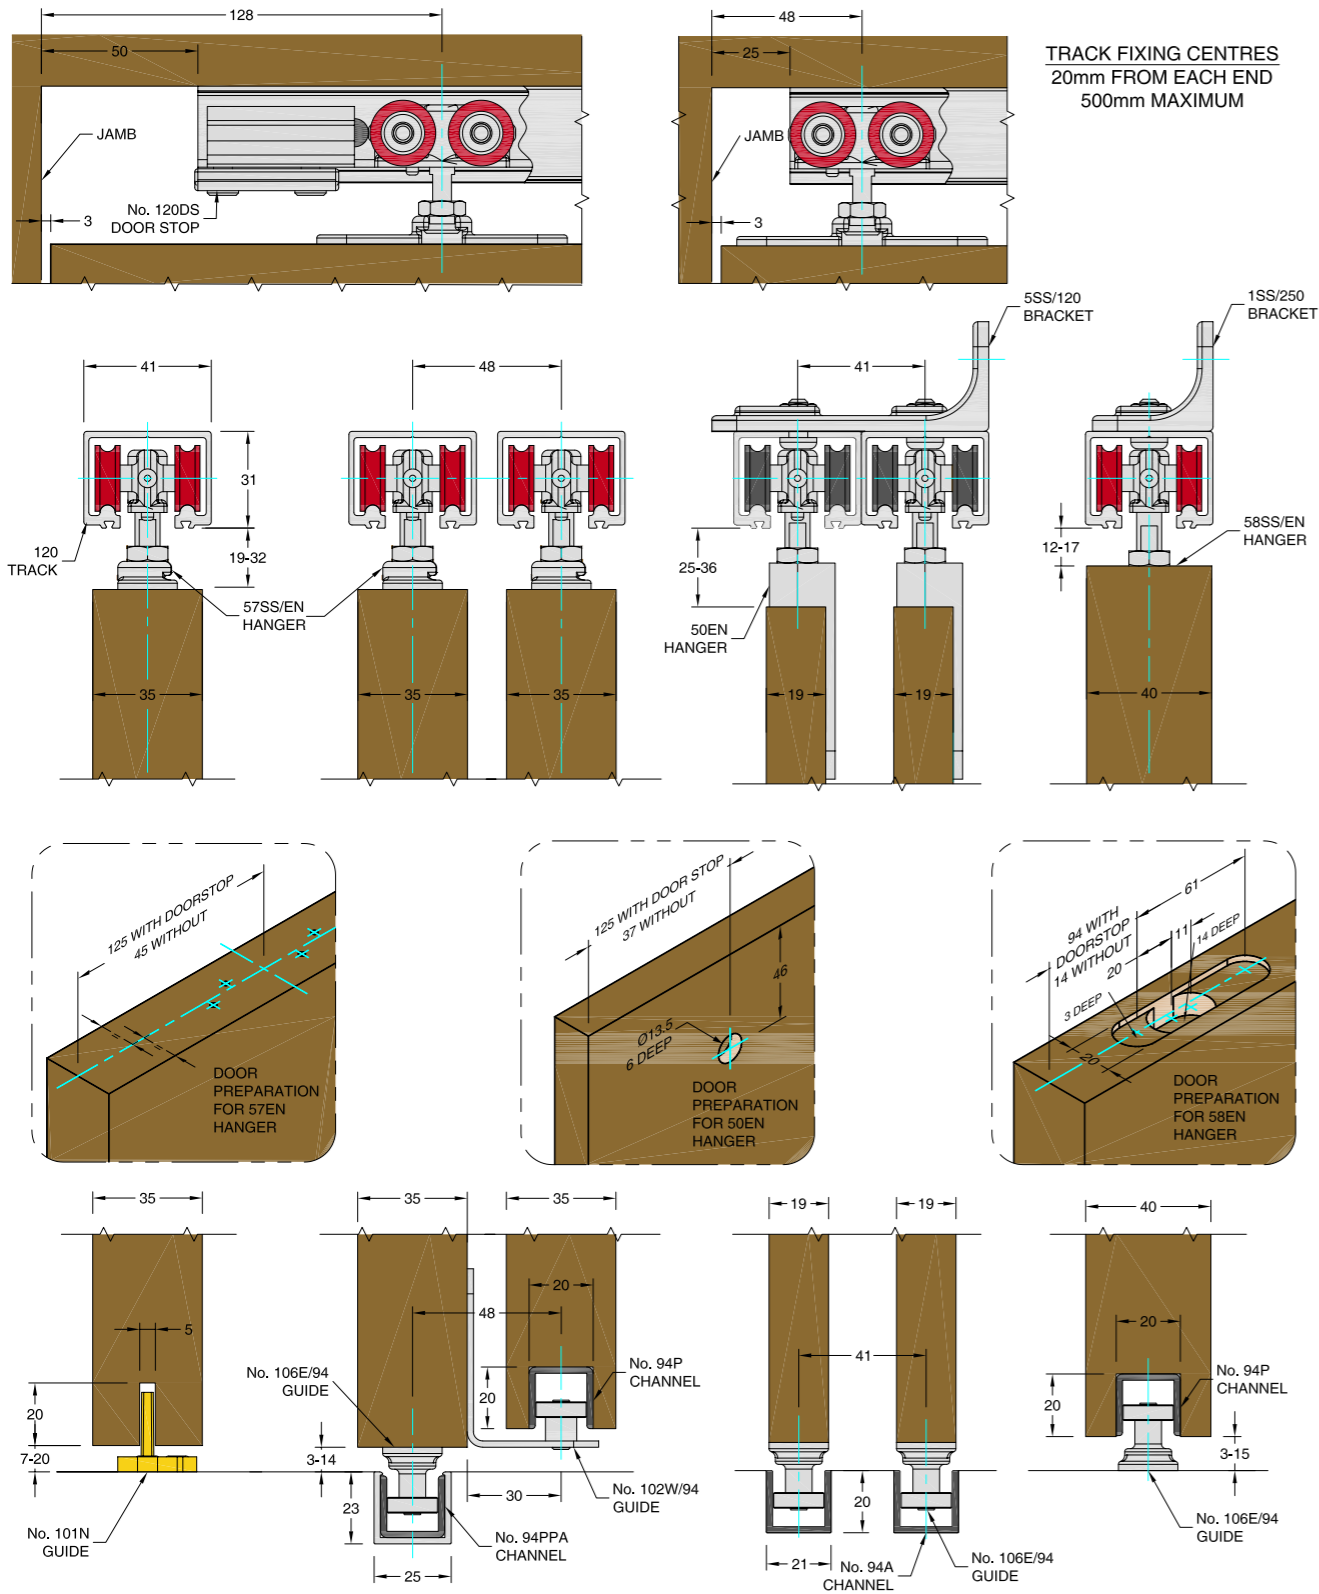 128
50
JAMB
No. 120DS
DOOR STOP
3
48
25
JAMB
3
TRACK FIXING CENTRES
20mm FROM EACH END
500mm MAXIMUM
41
31
19-32
120
TRACK
48
57SS/EN
HANGER
35
35
35
5SS/120
BRACKET
41
25-36
50EN
HANGER
19
19
1SS/250
BRACKET
58SS/EN
HANGER
12-17
40
125 WITH DOORSTOP
45 WITHOUT
=
=
DOOR
PREPARATION
FOR 57EN
HANGER
125 WITH DOOR STOP
37 WITHOUT
46
Ø13.5
6 DEEP
DOOR
PREPARATION
FOR 50EN
HANGER
61
94 WITH
DOORSTOP
14 WITHOUT
11
14 DEEP
20
3 DEEP
20
DOOR
PREPARATION
FOR 58EN
HANGER
35
5
20
7-20
No. 101N
GUIDE
35
35
20
48
No. 106E/94
GUIDE
20
No. 94P
CHANNEL
3-14
23
30
No. 102W/94
GUIDE
No. 94PPA
CHANNEL
25
19
19
41
20
21
No. 94A
CHANNEL
No. 106E/94
GUIDE
40
20
20
No. 94P
CHANNEL
3-15
No. 106E/94
GUIDE